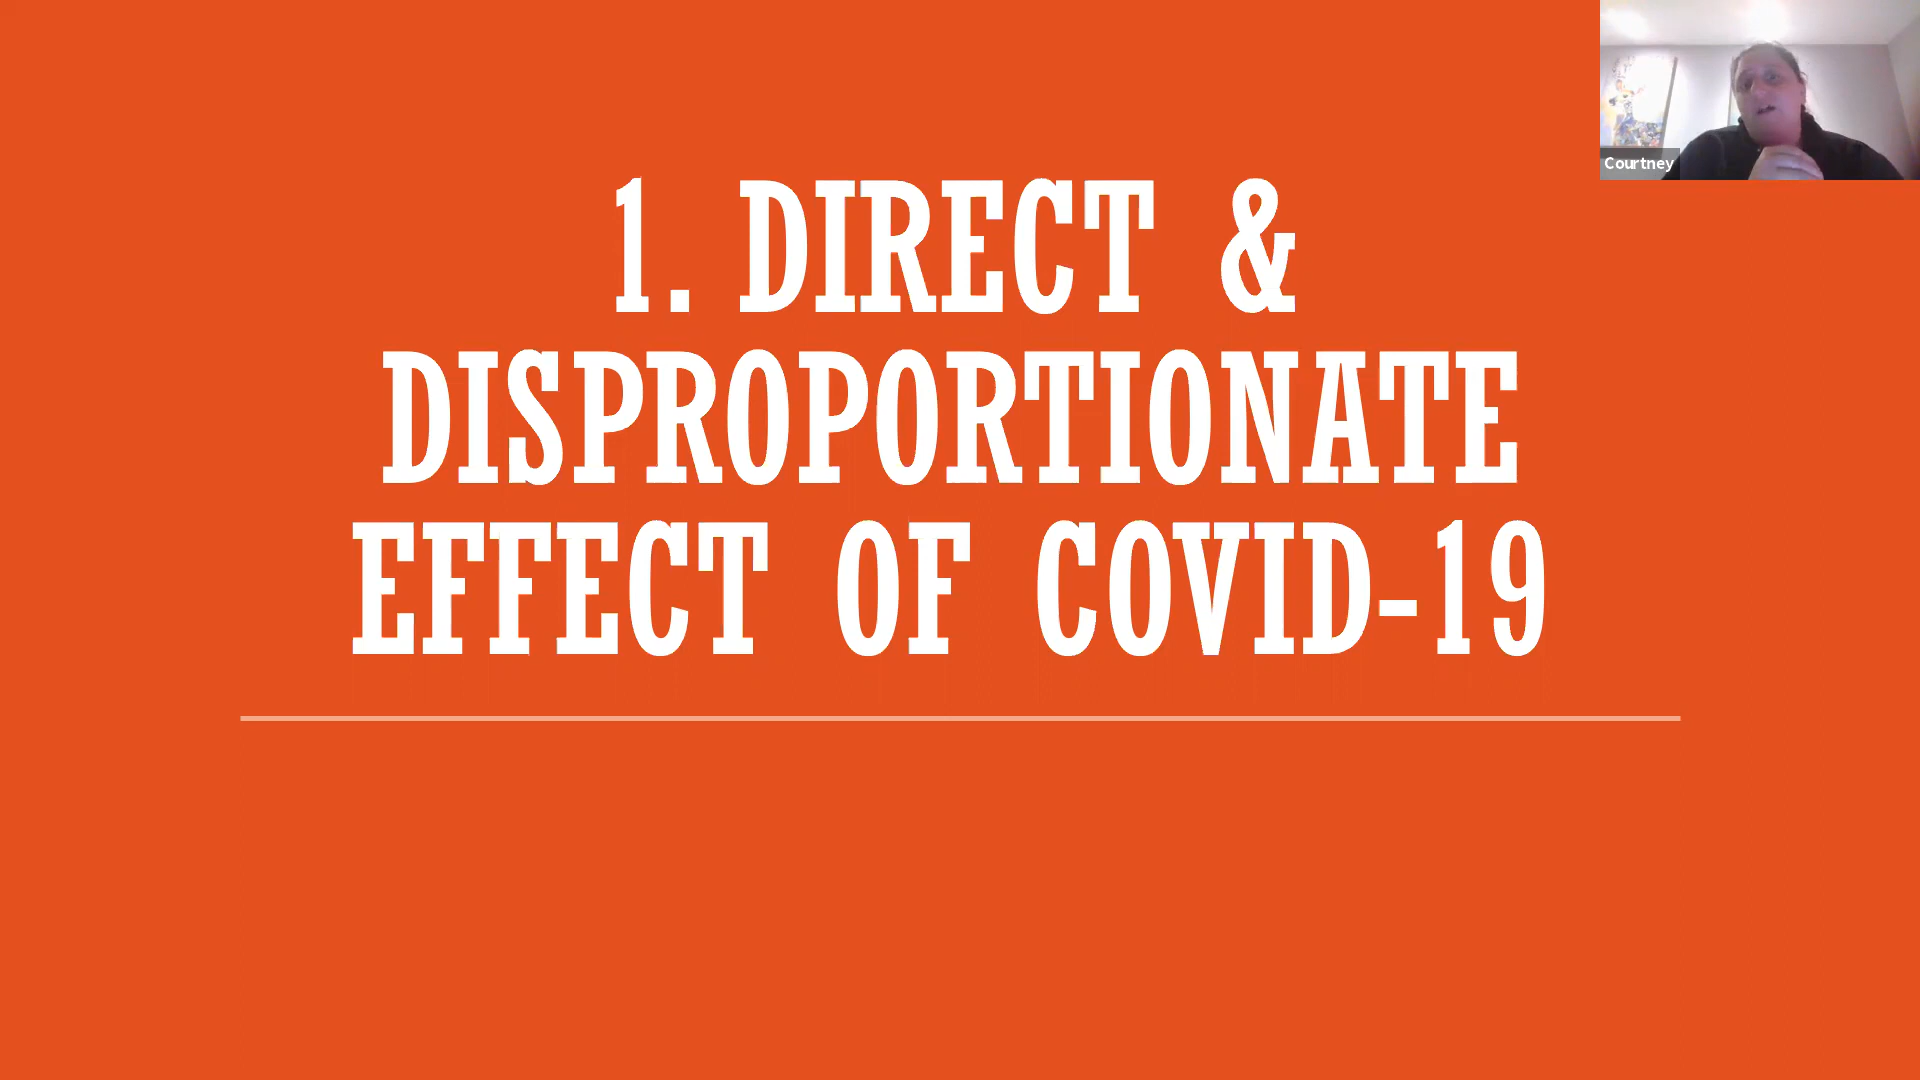 1. DIRECT &
DISPROPORTIONATE
EFFECT OF COVID-19
Courtney